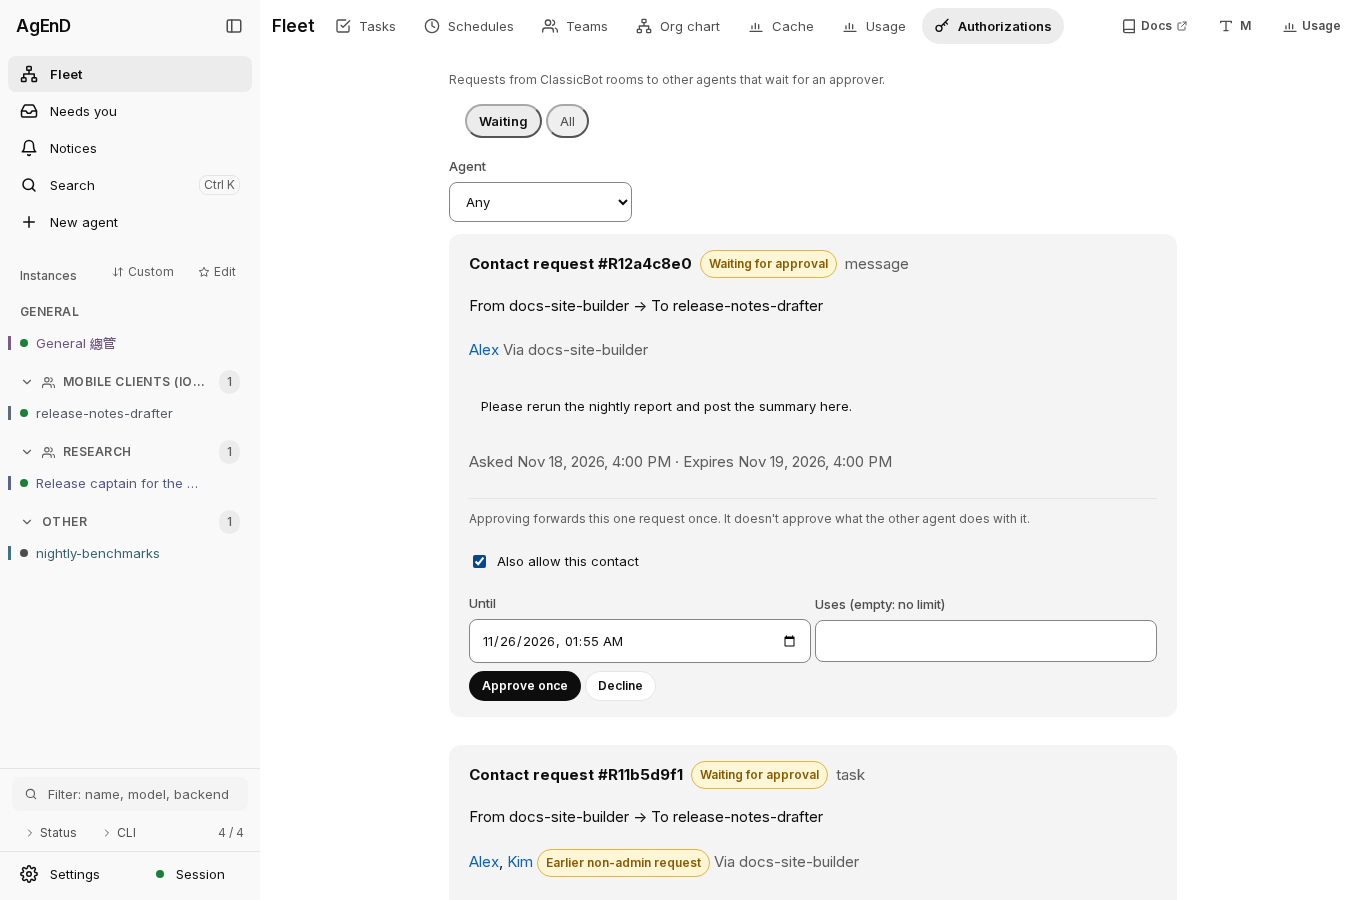 AgEnD
Fleet
Needs you
Notices
Search
Ctrl K
New agent
Instances
Custom
Edit
GENERAL
General 總管
MOBILE CLIENTS (IO...
1
release-notes-drafter
RESEARCH
1
Release captain for the ...
OTHER
1
nightly-benchmarks
Filter: name, model, backend
Status
CLI
4 / 4
Settings
Session
Fleet
Tasks
Schedules
Teams
Org chart
Cache
Usage
Authorizations
Docs
M
Usage
Requests from ClassicBot rooms to other agents that wait for an approver.
Waiting
All
Agent
Any
Contact request #R12a4c8e0 Waiting for approval message
From docs-site-builder → To release-notes-drafter
Alex Via docs-site-builder
Please rerun the nightly report and post the summary here.
Asked Nov 18, 2026, 4:00 PM · Expires Nov 19, 2026, 4:00 PM
Approving forwards this one request once. It doesn't approve what the other agent does with it.
Also allow this contact
Until
11/26/2026, 01:55 AM
Uses (empty: no limit)
Approve once
Decline
Contact request #R11b5d9f1 Waiting for approval task
From docs-site-builder → To release-notes-drafter
Alex, Kim Earlier non-admin request Via docs-site-builder